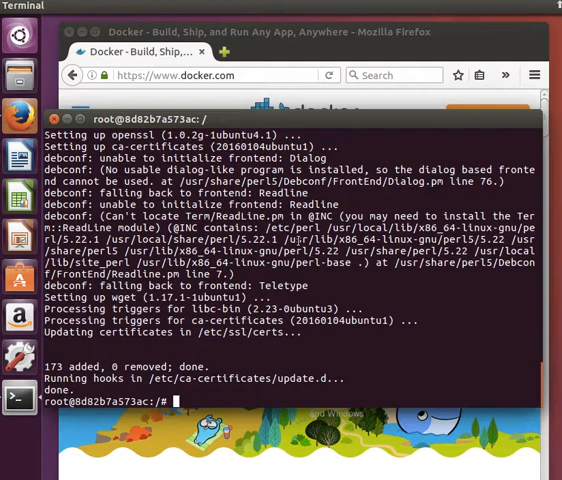 Terminal
Docker - Build, Ship, and Run Any App, Anywhere - Mozilla Firefox
Docker - Build, Ship,...
https://www.docker.com
Search
root@8d82b7a573ac: /
Setting up openssl (1.0.2g-1ubuntu4.1) ...
Setting up ca-certificates (20160104ubuntu1) ...
debconf: unable to initialize frontend: Dialog
debconf: (No usable dialog-like program is installed, so the dialog based fronte
nd cannot be used. at /usr/share/perl5/Debconf/FrontEnd/Dialog.pm line 76.)
debconf: falling back to frontend: Readline
debconf: unable to initialize frontend: Readline
debconf: (Can't locate Term/ReadLine.pm in @INC (you may need to install the Ter
m::ReadLine module) (@INC contains: /etc/perl /usr/local/lib/x86_64-linux-gnu/pe
rl/5.22.1 /usr/local/share/perl/5.22.1 /usr/lib/x86_64-linux-gnu/perl5/5.22 /usr
/share/perl5 /usr/lib/x86_64-linux-gnu/perl/5.22 /usr/share/perl/5.22 /usr/local
/lib/site_perl /usr/lib/x86_64-linux-gnu/perl-base .) at /usr/share/perl5/Debcon
f/FrontEnd/Readline.pm line 7.)
debconf: falling back to frontend: Teletype
Setting up wget (1.17.1-1ubuntu1) ...
Processing triggers for libc-bin (2.23-0ubuntu3) ...
Processing triggers for ca-certificates (20160104ubuntu1) ...
Updating certificates in /etc/ssl/certs...
173 added, 0 removed; done.
Running hooks in /etc/ca-certificates/update.d...
done.
root@8d82b7a573ac:/#
and Windows